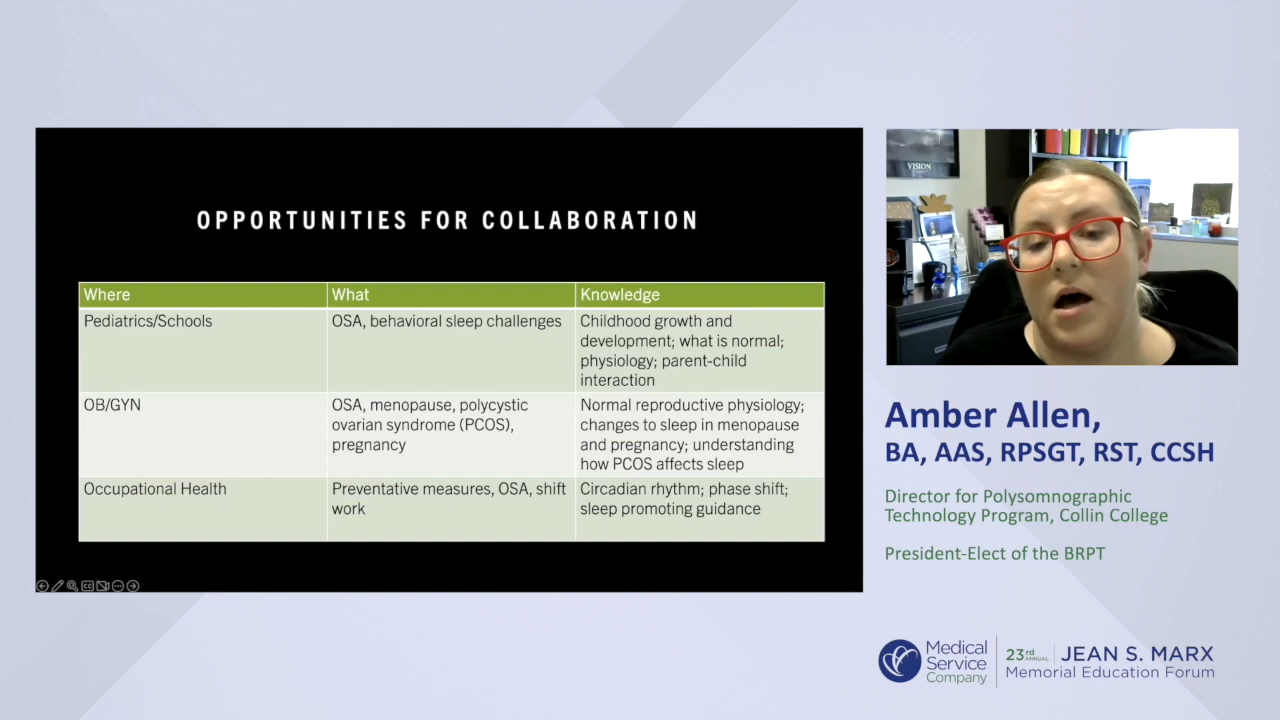 OPPORTUNITIES FOR COLLABORATION
Where
What
Knowledge
Pediatrics/Schools
OSA, behavioral sleep challenges
Childhood growth and
development; what is normal;
physiology; parent-child
interaction
OB/GYN
OSA, menopause, polycystic
ovarian syndrome (PCOS),
pregnancy
Normal reproductive physiology;
changes to sleep in menopause
and pregnancy; understanding
how PCOS affects sleep
Occupational Health
Preventative measures, OSA, shift
work
Circadian rhythm; phase shift;
sleep promoting guidance
VISION
Amber Allen,
BA, AAS, RPSGT, RST, CCSH
Director for Polysomnographic
Technology Program, Collin College
President-Elect of the BRPT
Medical
Service
Company
23rd ANNUAL
JEAN S. MARX
Memorial Education Forum